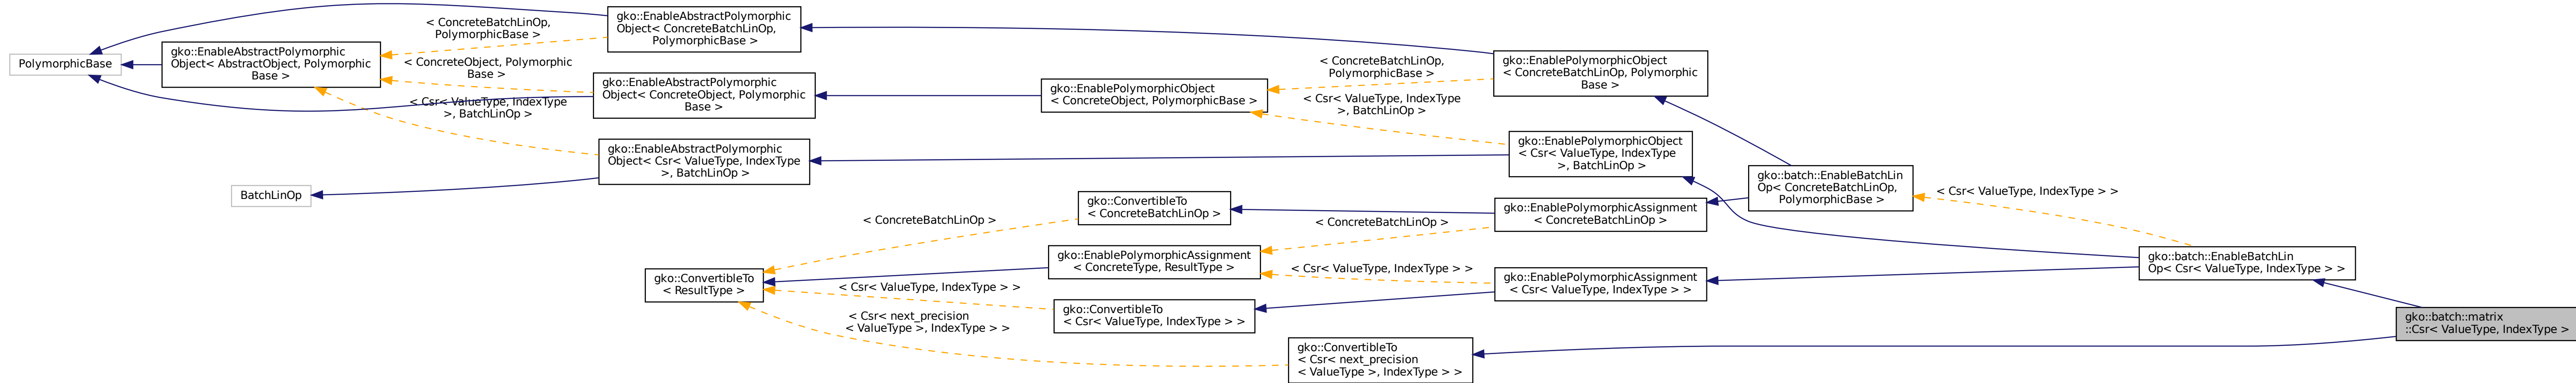 PolymorphicBase
gko::EnableAbstractPolymorphic
Object< AbstractObject, Polymorphic
Base >
BatchLinOp
< ConcreteBatchLinOp,
PolymorphicBase >
< ConcreteObject, Polymorphic
Base >
< Csr< ValueType, IndexType
>, BatchLinOp >
gko::EnableAbstractPolymorphic
Object< ConcreteBatchLinOp,
PolymorphicBase >
gko::EnableAbstractPolymorphic
Object< ConcreteObject, Polymorphic
Base >
gko::EnableAbstractPolymorphic
Object< Csr< ValueType, IndexType
>, BatchLinOp >
gko::ConvertibleTo
< ResultType >
< ConcreteBatchLinOp >
< Csr< ValueType, IndexType > >
< Csr< next_precision
< ValueType >, IndexType > >
gko::EnablePolymorphicObject
< ConcreteObject, PolymorphicBase >
gko::ConvertibleTo
< ConcreteBatchLinOp >
gko::EnablePolymorphicAssignment
< ConcreteType, ResultType >
gko::ConvertibleTo
< Csr< ValueType, IndexType > >
< ConcreteBatchLinOp,
PolymorphicBase >
< Csr< ValueType, IndexType
>, BatchLinOp >
< ConcreteBatchLinOp >
< Csr< ValueType, IndexType > >
gko::ConvertibleTo
< Csr< next_precision
< ValueType >, IndexType > >
gko::EnablePolymorphicObject
< ConcreteBatchLinOp, Polymorphic
Base >
gko::EnablePolymorphicObject
< Csr< ValueType, IndexType
>, BatchLinOp >
gko::EnablePolymorphicAssignment
< ConcreteBatchLinOp >
gko::EnablePolymorphicAssignment
< Csr< ValueType, IndexType > >
gko::batch::EnableBatchLin
Op< ConcreteBatchLinOp,
PolymorphicBase >
< Csr< ValueType, IndexType > >
gko::batch::EnableBatchLin
Op< Csr< ValueType, IndexType > >
gko::batch::matrix
::Csr< ValueType, IndexType >